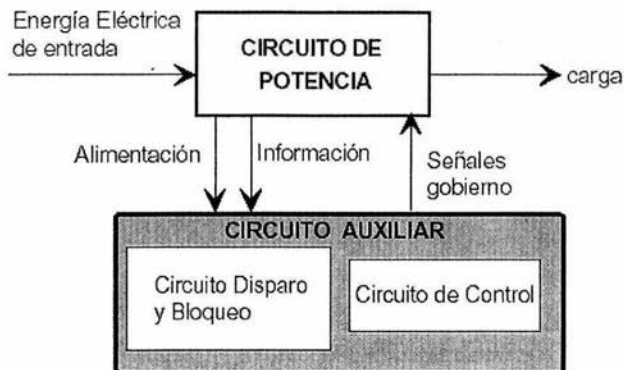 Energía Eléctrica
de entrada
CIRCUITO DE
POTENCIA
carga
Alimentación
Información
Señales
gobierno
CIRCUITO AUXILIAR
Circuito Disparo
y Bloqueo
Circuito de Control